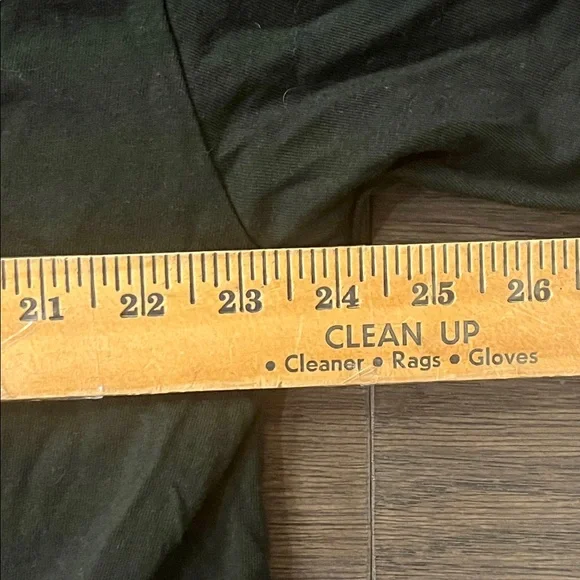 21 22 23 24 25 26
CLEAN UP
• Cleaner • Rags • Gloves